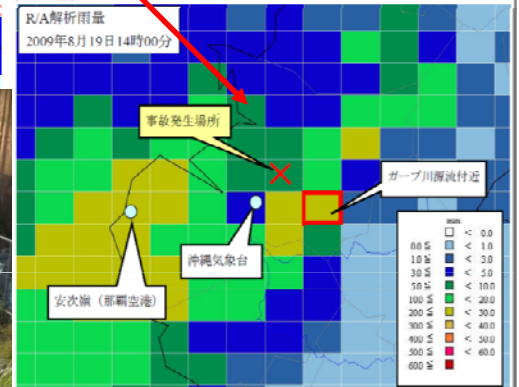 R/A解析雨量
2009年8月19日14時00分
事故発生場所
ガーブ川源流付近
沖縄気象台
安次嶺（那覇空港）
mm
< 0.0
0.0 ≦ < 1.0
1.0 ≦ < 3.0
3.0 ≦ < 5.0
5.0 ≦ < 10.0
10.0 ≦ < 20.0
20.0 ≦ < 30.0
30.0 ≦ < 40.0
40.0 ≦ < 50.0
50.0 ≦ < 60.0
60.0 ≦